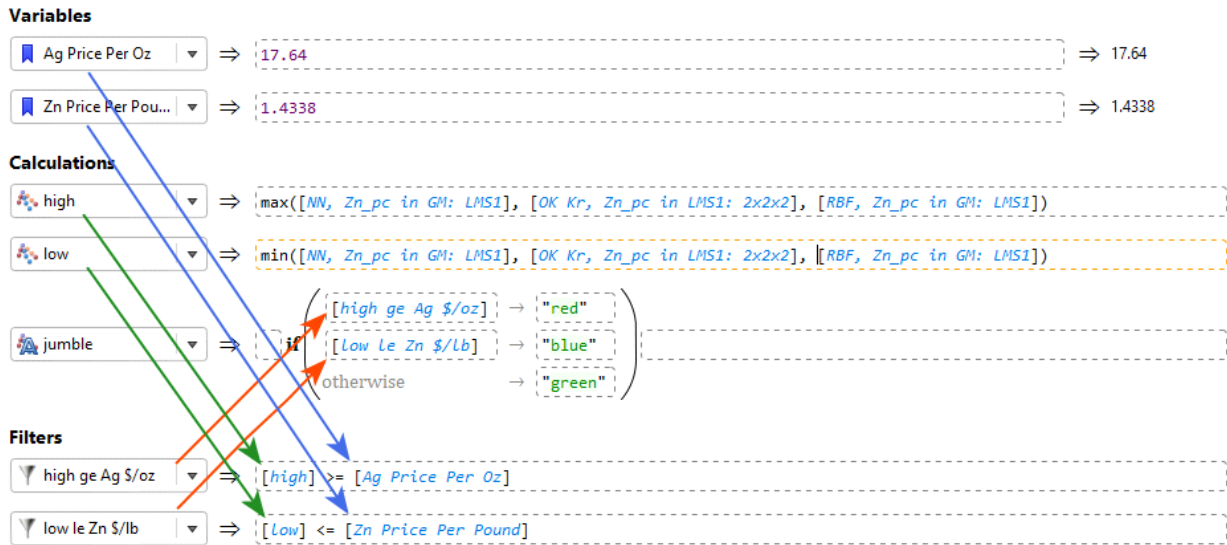 Variables
Ag Price Per Oz ⇒ 17.64 ⇒ 17.64
Zn Price Per Pou... ⇒ 1.4338 ⇒ 1.4338
Calculations
high ⇒ max([NN, Zn_pc in GM: LMS1], [OK Kr, Zn_pc in LMS1: 2x2x2], [RBF, Zn_pc in GM: LMS1])
low ⇒ min([NN, Zn_pc in GM: LMS1], [OK Kr, Zn_pc in LMS1: 2x2x2], [RBF, Zn_pc in GM: LMS1])
[high ge Ag $/oz] → "red"
jumble ⇒ if [low le Zn $/lb] → "blue"
otherwise → "green"
Filters
high ge Ag $/oz ⇒ [high] >= [Ag Price Per Oz]
low le Zn $/lb ⇒ [low] <= [Zn Price Per Pound]